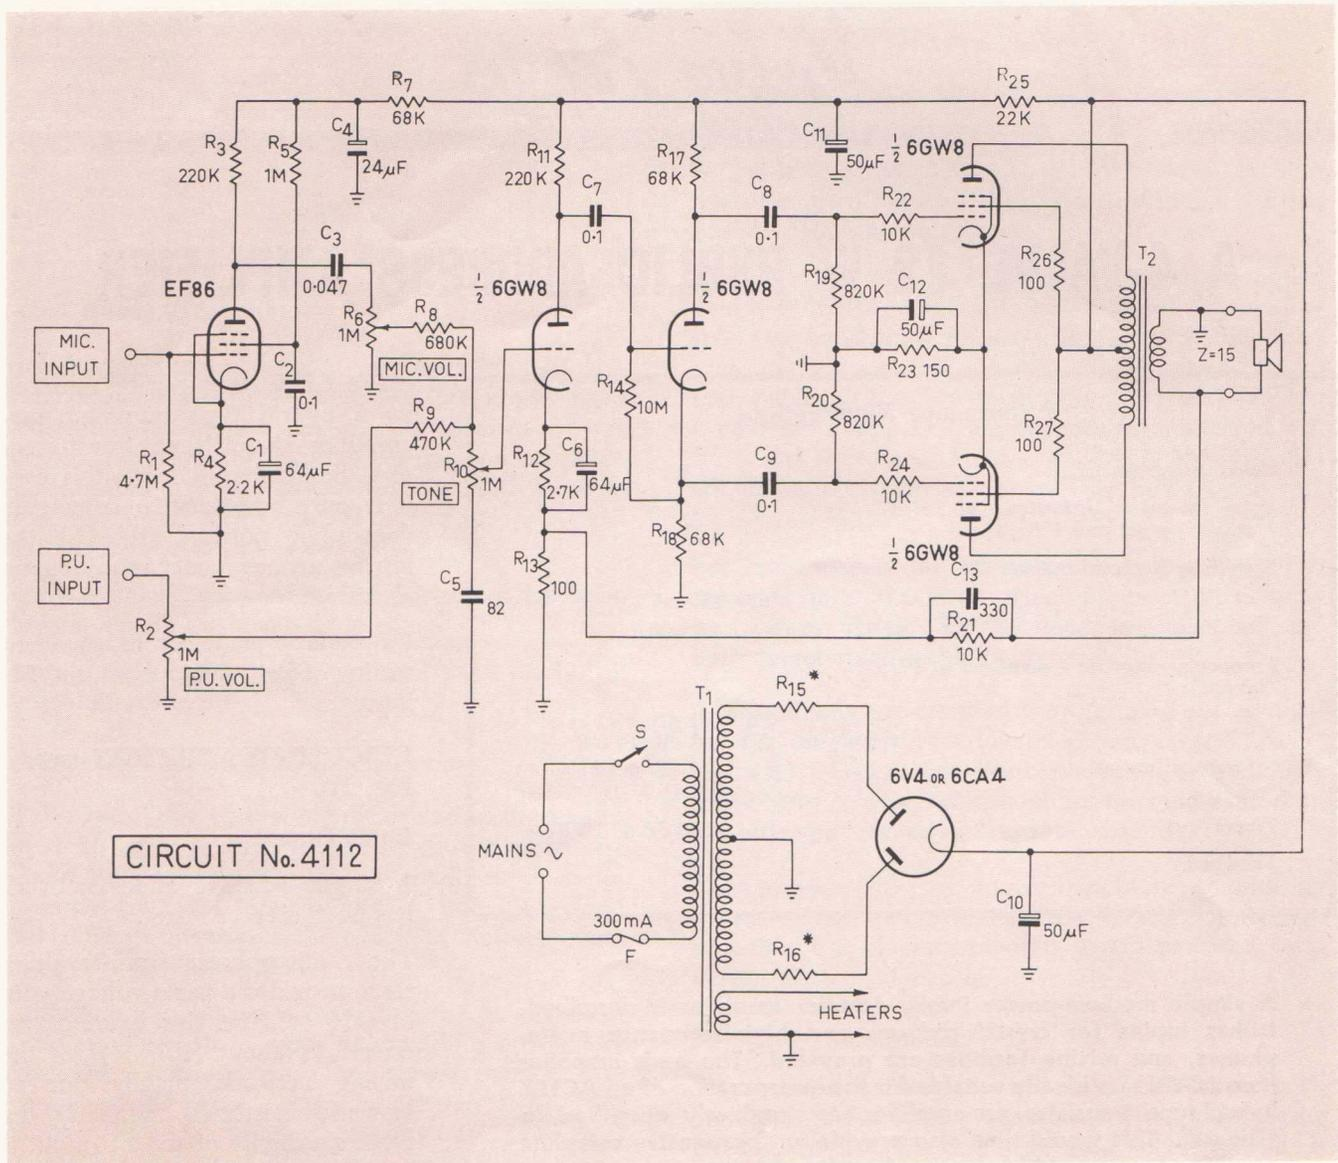 R7
68K
R25
22K
R3
220K
R5
1M
C4
24µF
R11
220K
R17
68K
C11
50µF
½ 6GW8
C7
0·1
C8
0·1
R22
10K
C3
0·047
EF86
½ 6GW8
½ 6GW8
R19
820K
C12
50µF
R26
100
T2
MIC.
INPUT
R6
1M
R8
680K
MIC.VOL.
C2
0·1
R14
10M
R23 150
Z=15
R20
820K
R27
100
R9
470K
R1
4·7M
R4
2·2K
C1
64µF
R10
1M
TONE
R12
2·7K
C6
64µF
C9
0·1
R24
10K
R18
68K
½ 6GW8
P.U.
INPUT
R13
100
C5
82
C13
330
R21
10K
R2
1M
P.U. VOL.
T1
R15*
S
6V4 OR 6CA4
MAINS ~
CIRCUIT No. 4112
300mA
F
R16*
C10
50µF
HEATERS